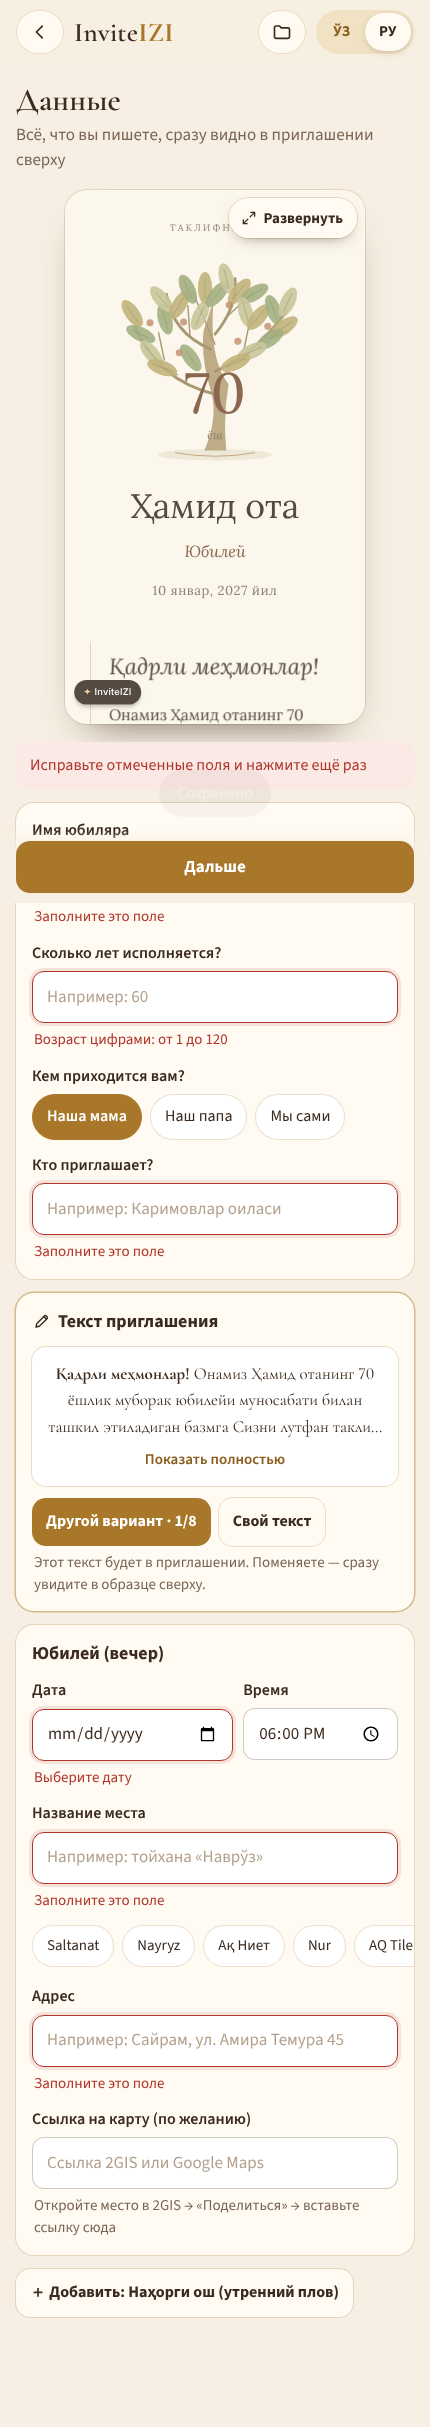 InviteIZI
ЎЗ
РУ
Данные
Всё, что вы пишете, сразу видно в приглашении
сверху
ТАКЛИФН
Развернуть
70
ёш
Ҳамид ота
Юбилей
10 январ, 2027 йил
Қадрли меҳмонлар!
✦ InviteIZI
Онамиз Ҳамид отанинг 70
Исправьте отмеченные поля и нажмите ещё раз
Сохранено
Имя юбиляра
Дальше
Заполните это поле
Сколько лет исполняется?
Например: 60
Возраст цифрами: от 1 до 120
Кем приходится вам?
Наша мама
Наш папа
Мы сами
Кто приглашает?
Например: Каримовлар оиласи
Заполните это поле
Текст приглашения
Қадрли меҳмонлар! Онамиз Ҳамид отанинг 70
ёшлик муборак юбилейи муносабати билан
ташкил этиладиган базмга Сизни лутфан такли...
Показать полностью
Другой вариант · 1/8
Свой текст
Этот текст будет в приглашении. Поменяете — сразу
увидите в образце сверху.
Юбилей (вечер)
Дата
Время
mm/dd/yyyy
06:00 PM
Выберите дату
Название места
Например: тойхана «Наврўз»
Заполните это поле
Saltanat
Nayryz
Ақ Ниет
Nur
AQ Tile
Адрес
Например: Сайрам, ул. Амира Темура 45
Заполните это поле
Ссылка на карту (по желанию)
Ссылка 2GIS или Google Maps
Откройте место в 2GIS → «Поделиться» → вставьте
ссылку сюда
+ Добавить: Наҳорги ош (утренний плов)